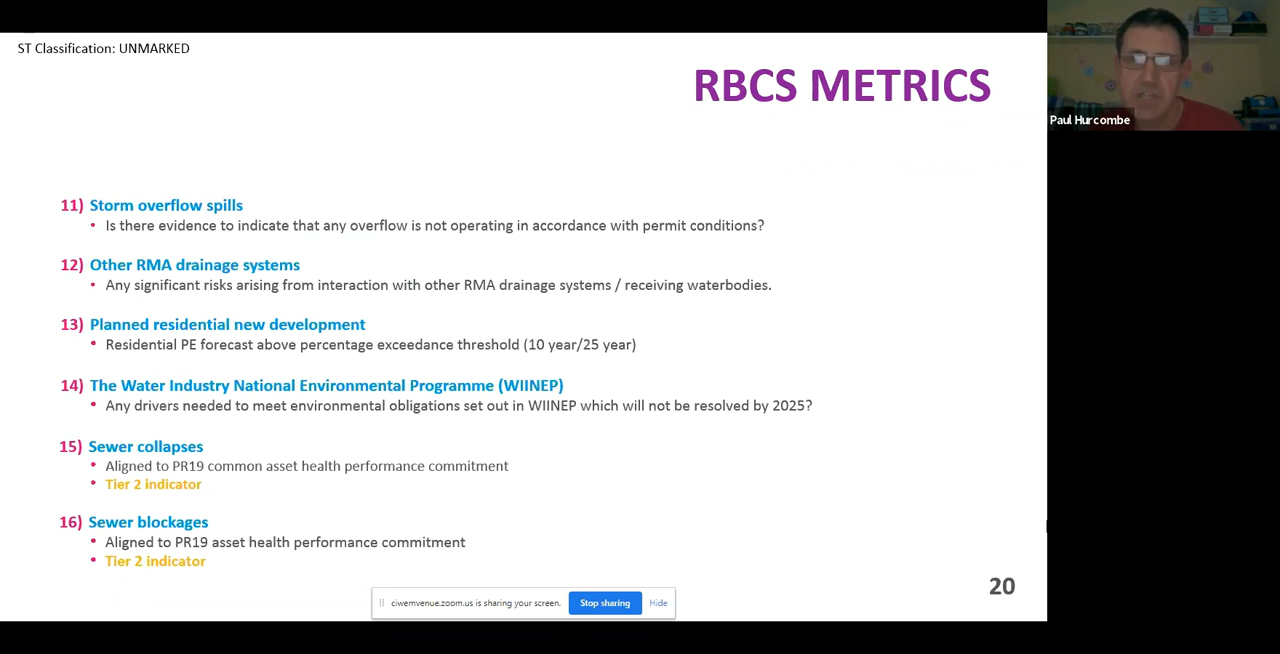 ST Classification: UNMARKED
RBCS METRICS
Paul Hurcombe
11) Storm overflow spills
• Is there evidence to indicate that any overflow is not operating in accordance with permit conditions?
12) Other RMA drainage systems
• Any significant risks arising from interaction with other RMA drainage systems / receiving waterbodies.
13) Planned residential new development
• Residential PE forecast above percentage exceedance threshold (10 year/25 year)
14) The Water Industry National Environmental Programme (WIINEP)
• Any drivers needed to meet environmental obligations set out in WIINEP which will not be resolved by 2025?
15) Sewer collapses
• Aligned to PR19 common asset health performance commitment
• Tier 2 indicator
16) Sewer blockages
• Aligned to PR19 asset health performance commitment
• Tier 2 indicator
20
ciwemvenue.zoom.us is sharing your screen. Stop sharing Hide